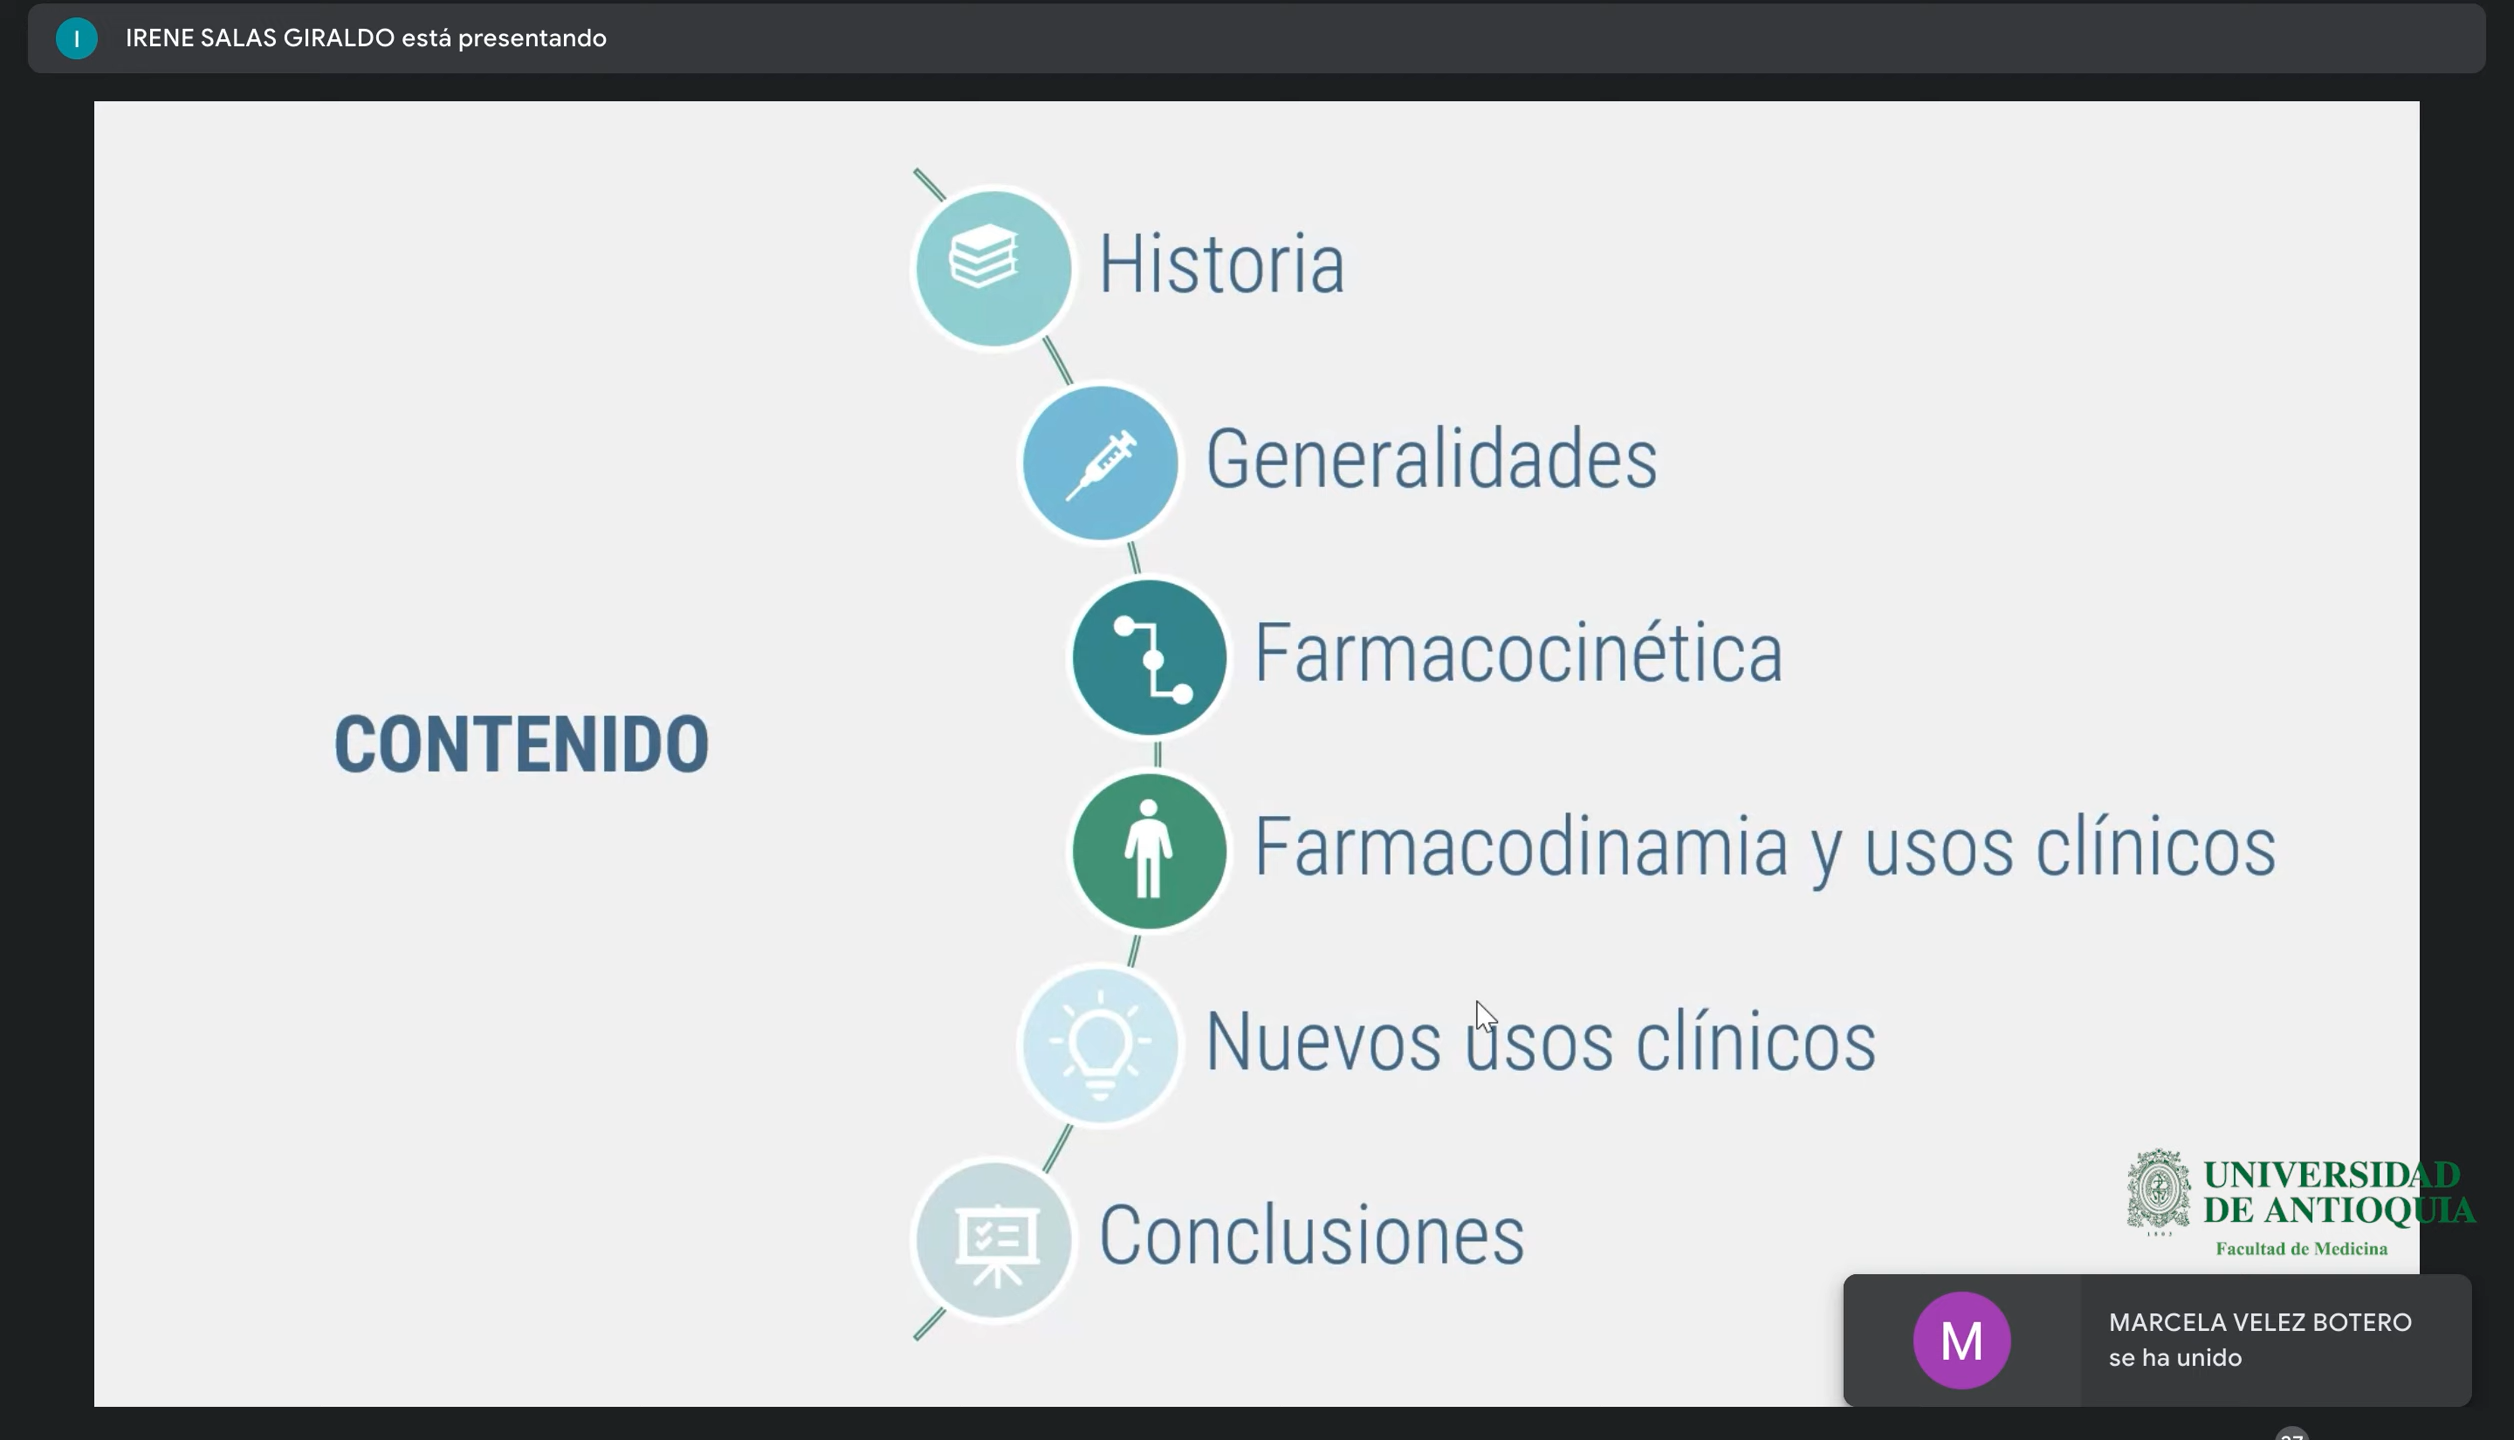 I
IRENE SALAS GIRALDO está presentando
Historia
Generalidades
Farmacocinética
CONTENIDO
Farmacodinamia y usos clínicos
Nuevos usos clínicos
Conclusiones
UNIVERSIDAD
DE ANTIOQUIA
1803
Facultad de Medicina
M
MARCELA VELEZ BOTERO
se ha unido